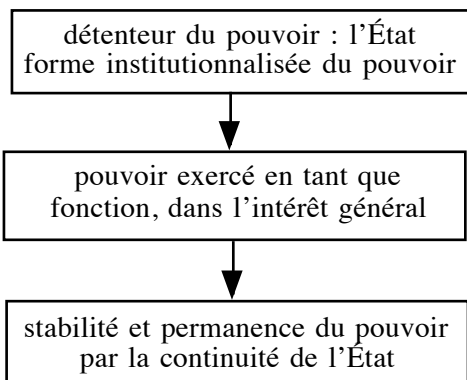 détenteur du pouvoir : l’État
forme institutionnalisée du pouvoir
pouvoir exercé en tant que
fonction, dans l’intérêt général
stabilité et permanence du pouvoir
par la continuité de l’État